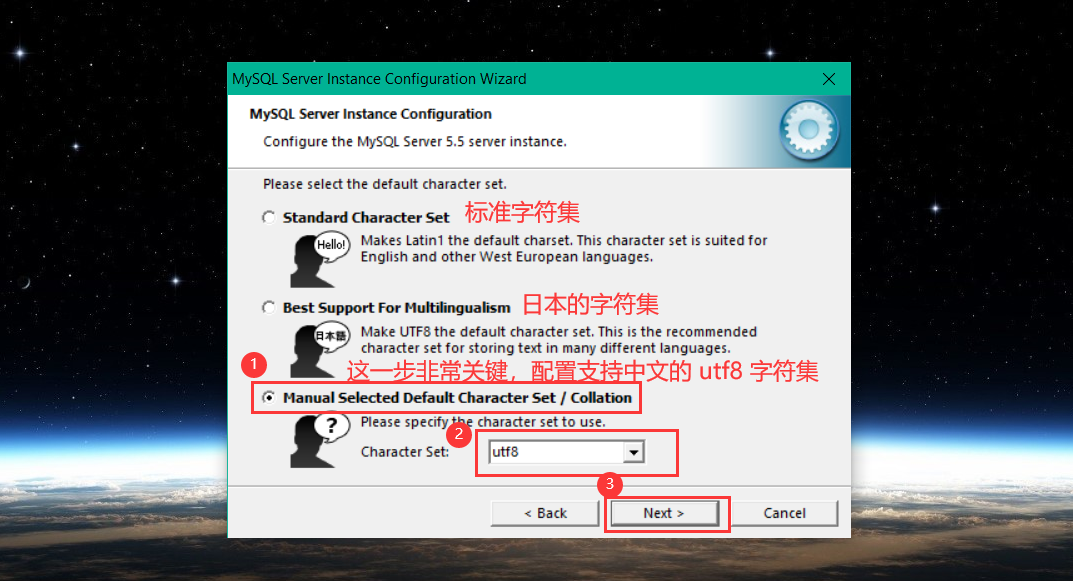 MySQL Server Instance Configuration Wizard
MySQL Server Instance Configuration
Configure the MySQL Server 5.5 server instance.
Please select the default character set.
Standard Character Set 标准字符集
Hello!
Makes Latin1 the default charset. This character set is suited for
English and other West European languages.
Best Support For Multilingualism 日本的字符集
日本語
Make UTF8 the default character set. This is the recommended
character set for storing text in many different languages.
1
这一步非常关键，配置支持中文的 utf8 字符集
Manual Selected Default Character Set / Collation
?
Please specify the character set to use.
2
Character Set: utf8
3
< Back Next > Cancel